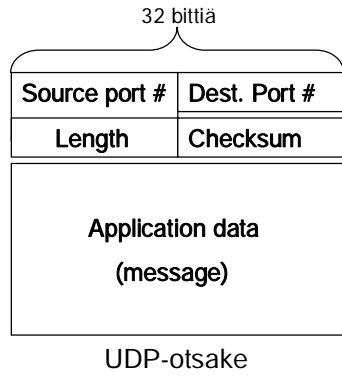 32 bittiä
Source port # Dest. Port #
Length Checksum
Application data
(message)
UDP-otsake